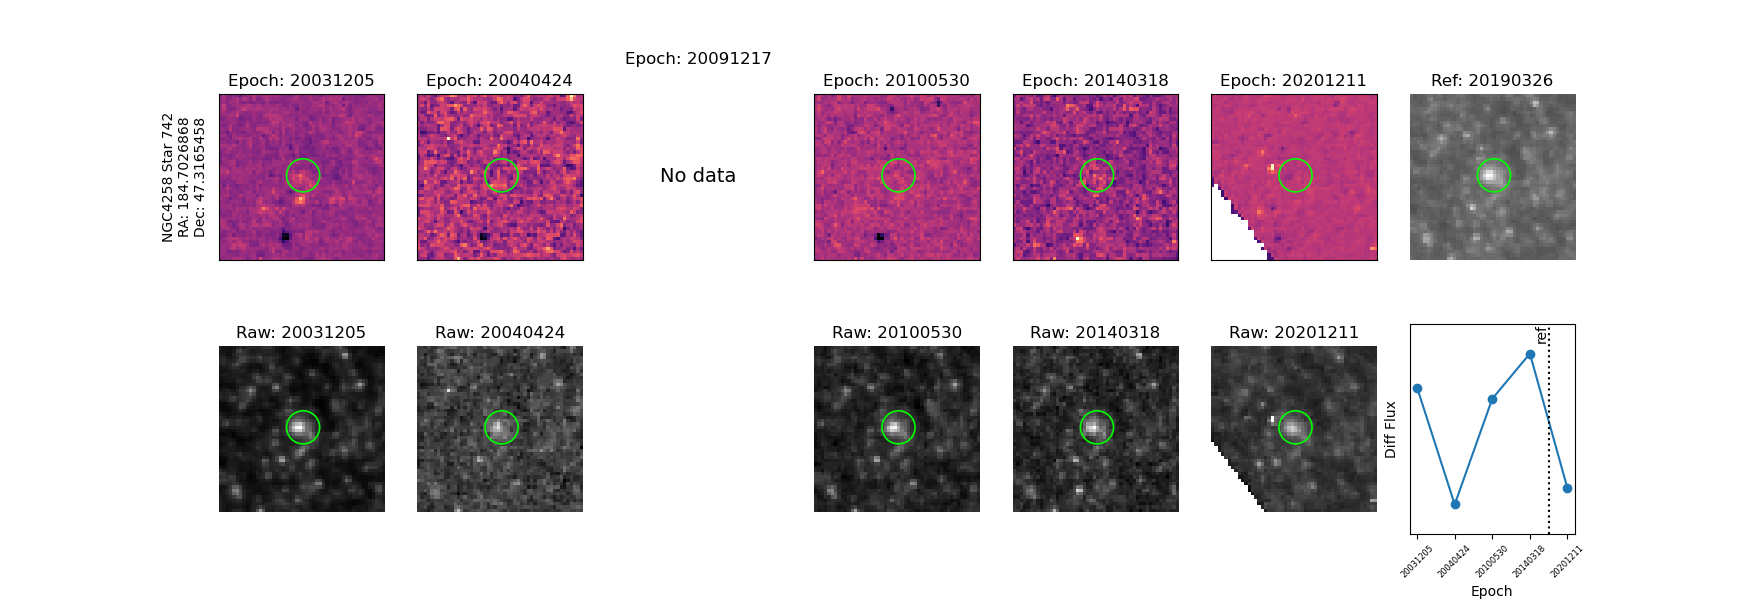 Epoch: 20091217
Epoch: 20031205
Epoch: 20040424
Epoch: 20100530
Epoch: 20140318
Epoch: 20201211
Ref: 20190326
NGC4258 Star 742
RA: 184.7026868
Dec: 47.3165458
No data
Raw: 20031205
Raw: 20040424
Raw: 20100530
Raw: 20140318
Raw: 20201211
ref
Diff Flux
20031205
20040424
20100530
20140318
20201211
Epoch